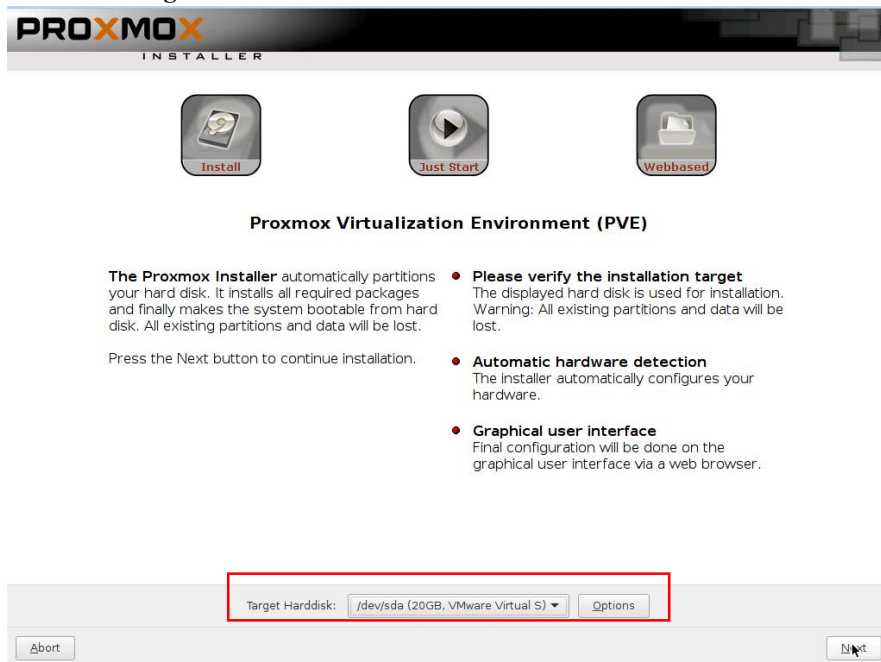 PROXMOX
INSTALLER
Install
Just Start
Webbased
Proxmox Virtualization Environment (PVE)
The Proxmox Installer automatically partitions
your hard disk. It installs all required packages
and finally makes the system bootable from hard
disk. All existing partitions and data will be lost.
Press the Next button to continue installation.
Please verify the installation target
The displayed hard disk is used for installation.
Warning: All existing partitions and data will be
lost.
Automatic hardware detection
The installer automatically configures your
hardware.
Graphical user interface
Final configuration will be done on the
graphical user interface via a web browser.
Target Harddisk: /dev/sda (20GB, VMware Virtual S) Options
Abort
Next